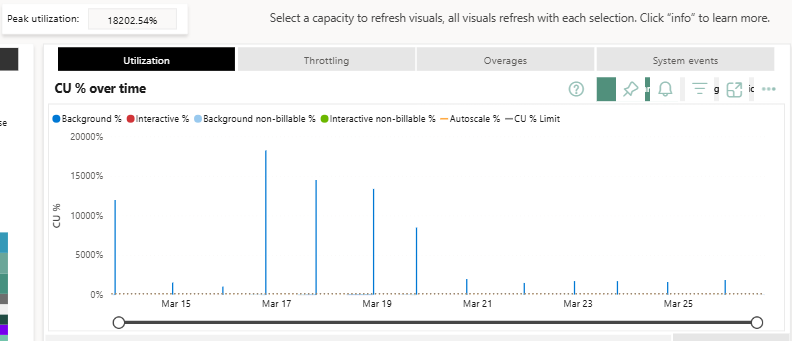 Peak utilization: 18202.54%
Select a capacity to refresh visuals, all visuals refresh with each selection. Click "info" to learn more.
Utilization Throttling Overages System events
CU % over time
se
Background % Interactive % Background non-billable % Interactive non-billable % Autoscale % CU % Limit
20000%
15000%
10000%
5000%
0%
CU %
Mar 15 Mar 17 Mar 19 Mar 21 Mar 23 Mar 25